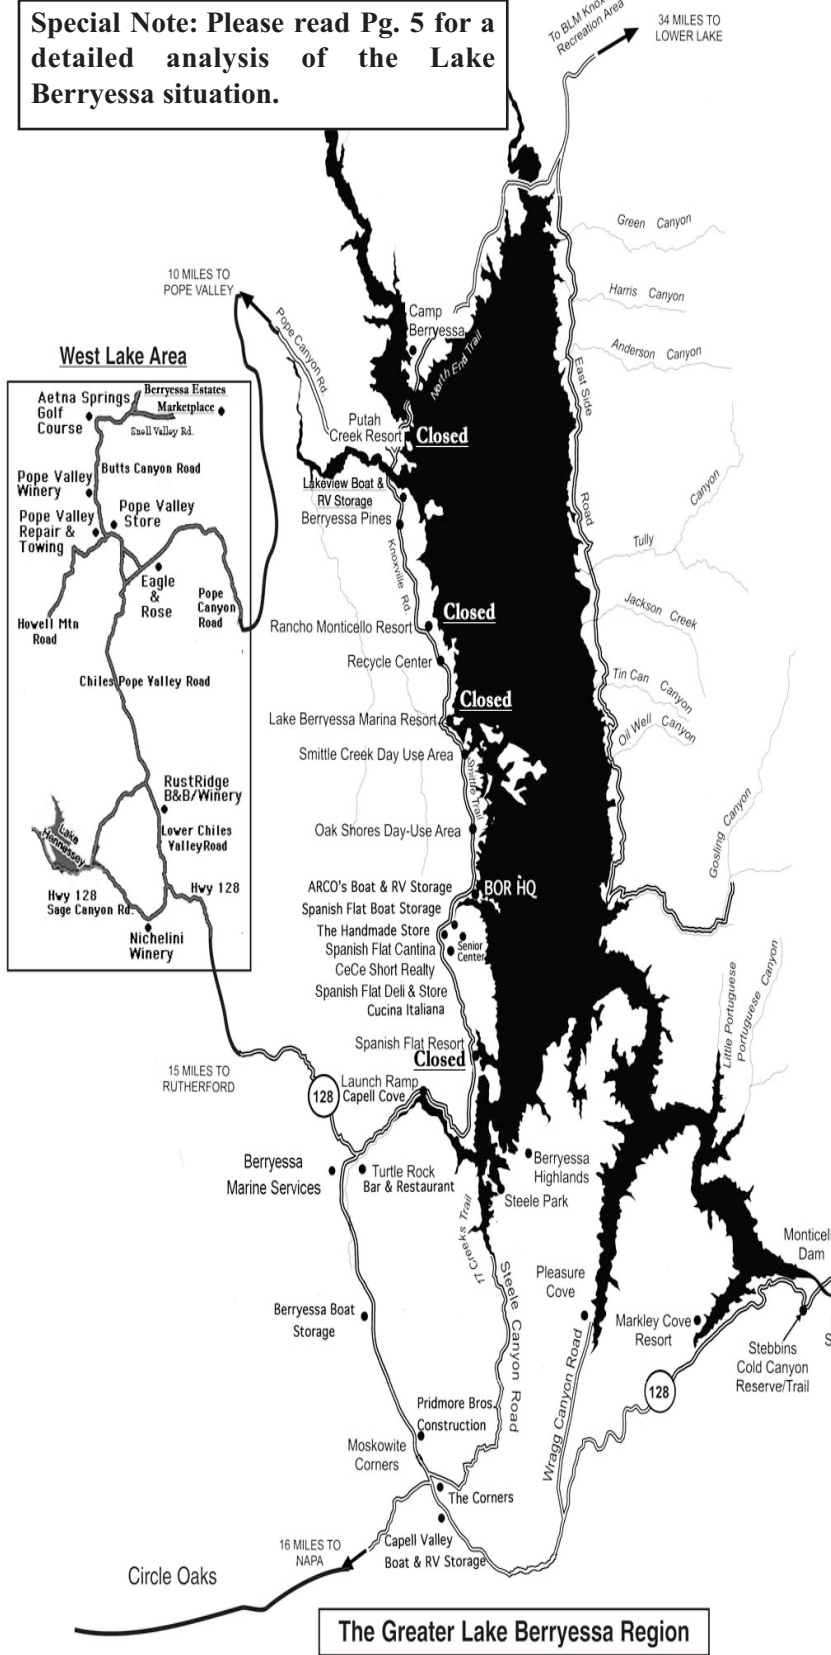 Special Note: Please read Pg. 5 for a
detailed analysis of the Lake
Berryessa situation.
To BLM Knox
Recreation Area
34 MILES TO
LOWER LAKE
Green Canyon
Harris Canyon
Anderson Canyon
East Side
Road
10 MILES TO
POPE VALLEY
Pope Canyon Rd.
Camp
Berryessa
North End Trail
Putah
Creek Resort
Closed
Lakeview Boat &
RV Storage
Berryessa Pines
Knoxville Rd.
Canyon
Tully
Jackson Creek
Closed
Rancho Monticello Resort
Recycle Center
Tin Can Canyon
Closed
Lake Berryessa Marina Resort
Oil Well Canyon
Smittle Creek Day Use Area
Smittle Trail
Gosling Canyon
Oak Shores Day-Use Area
ARCO's Boat & RV Storage
BOR HQ
Spanish Flat Boat Storage
The Handmade Store
Senior
Center
Spanish Flat Cantina
CeCe Short Realty
Spanish Flat Deli & Store
Cucina Italiana
Little Portuguese
Portuguese Canyon
Spanish Flat Resort
Closed
Launch Ramp
Capell Cove
West Lake Area
Aetna Springs
Golf
Course
Berryessa Estates
Marketplace
Snell Valley Rd.
Butts Canyon Road
Pope Valley
Winery
Pope Valley
Store
Pope Valley
Repair &
Towing
Eagle
&
Rose
Pope
Canyon
Road
Howell Mtn
Road
Chiles Pope Valley Road
RustRidge
B&B/Winery
Lower Chiles
Valley Road
Lake
Hennessey
Hwy 128
Sage Canyon Rd.
Hwy 128
Nichelini
Winery
15 MILES TO
RUTHERFORD
128
Berryessa
Marine Services
Turtle Rock
Bar & Restaurant
Berryessa
Highlands
Steele Park
17 Creeks Trail
Steele Canyon Road
Pleasure
Cove
Monticell
Dam
Markley Cove
Resort
S
Stebbins
Cold Canyon
Reserve/Trail
Berryessa Boat
Storage
Wragg Canyon Road
128
Pridmore Bros.
Construction
Moskowite
Corners
The Corners
Capell Valley
Boat & RV Storage
16 MILES TO
NAPA
Circle Oaks
The Greater Lake Berryessa Region